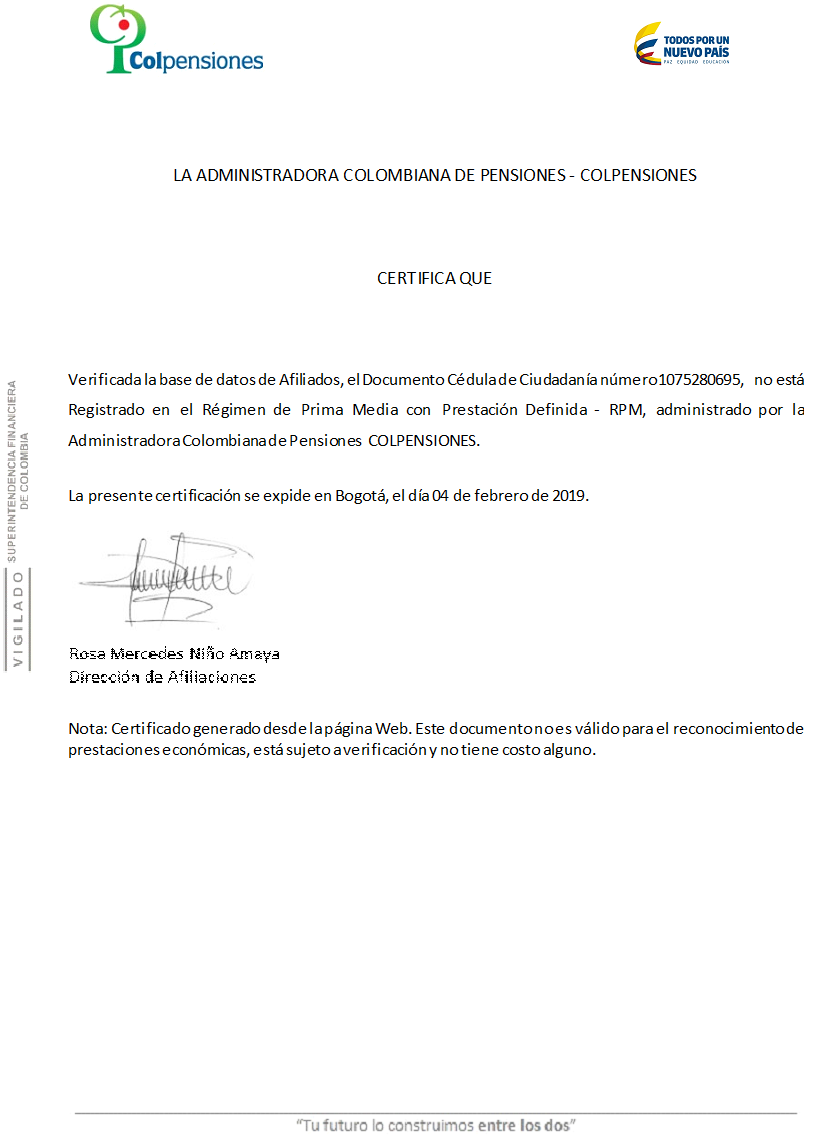 Colpensiones
TODOS POR UN
NUEVO PAÍS
PAZ EQUIDAD EDUCACIÓN
LA ADMINISTRADORA COLOMBIANA DE PENSIONES - COLPENSIONES
CERTIFICA QUE
Verificada la base de datos de Afiliados, el Documento Cédula de Ciudadanía número 1075280695, no está
Registrado en el Régimen de Prima Media con Prestación Definida - RPM, administrado por la
Administradora Colombiana de Pensiones COLPENSIONES.
La presente certificación se expide en Bogotá, el día 04 de febrero de 2019.
Rosa Mercedes Niño Amaya
Dirección de Afiliaciones
Nota: Certificado generado desde la página Web. Este documento no es válido para el reconocimiento de
prestaciones económicas, está sujeto a verificación y no tiene costo alguno.
VIGILADO
SUPERINTENDENCIA FINANCIERA
DE COLOMBIA
"Tu futuro lo construimos entre los dos"